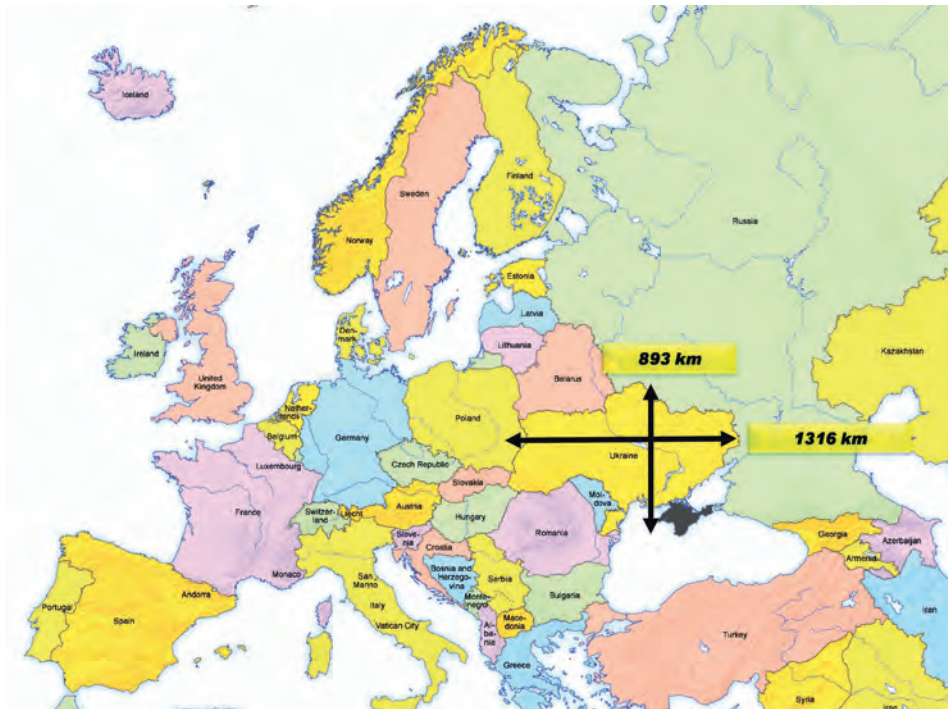 Iceland
Finland
Sweden
Russia
Norway
Estonia
Latvia
Den-
mark
Lithuania
Ireland
893 km
Kazakhstan
United
Kingdom
Belarus
Nether-
lands
Poland
Belgium
Germany
1316 km
Ukraine
Luxembourg
Czech Republic
Slovakia
Mol-
dova
France
Switzer-
land
Liecht
Austria
Hungary
Romania
Slove-
nia
Croatia
Georgia
Azerbaijan
Armenia
Monaco
San
Marino
Bosnia and
Herzego-
vina
Serbia
Andorra
Portugal
Spain
Italy
Monte-
negro
Bulgaria
Iran
Vatican City
Mace-
donia
Al-
ba-
nia
Turkey
Greece
Syria